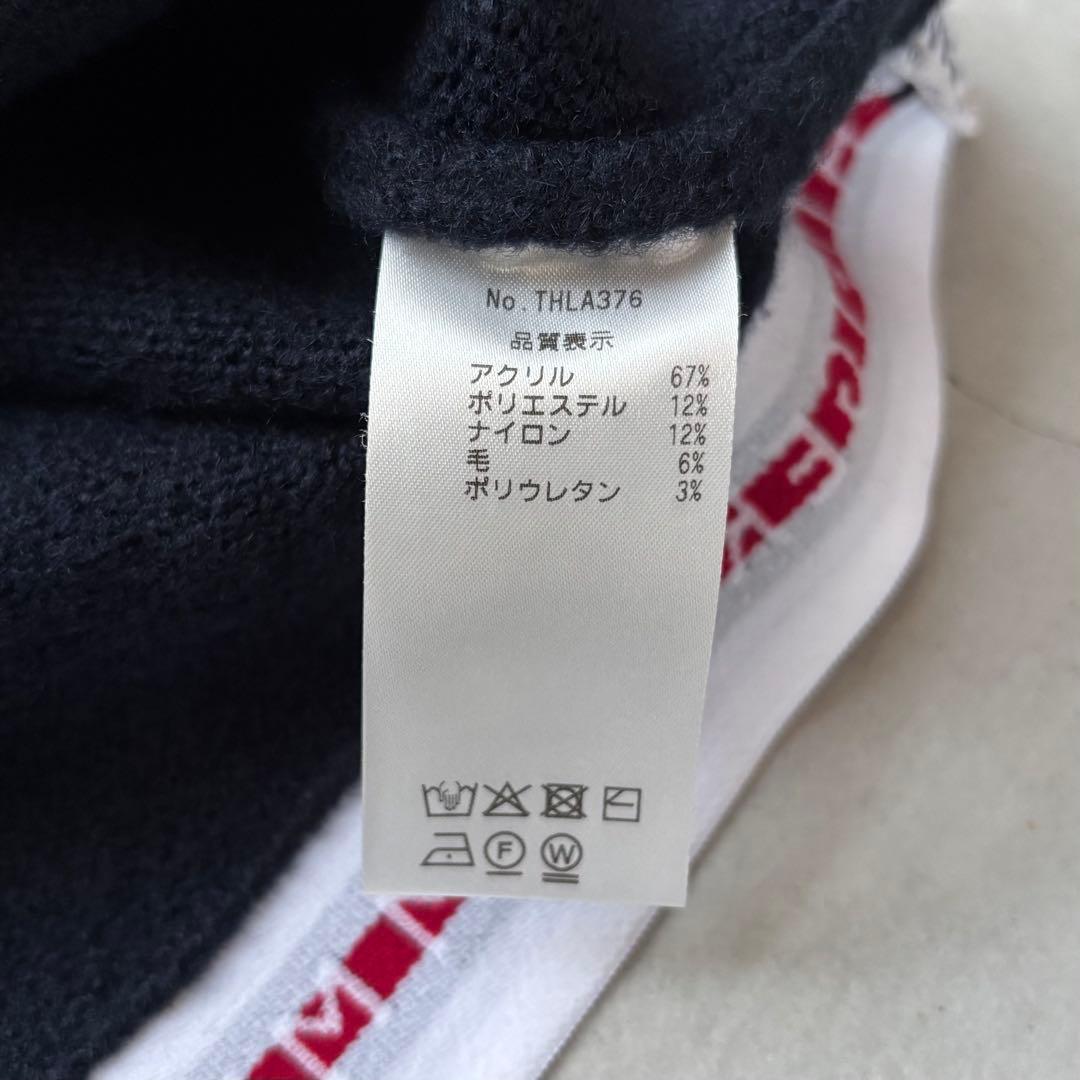 No.THLA376
品質表示
アクリル 67%
ポリエステル 12%
ナイロン 12%
毛 6%
ポリウレタン 3%
F W